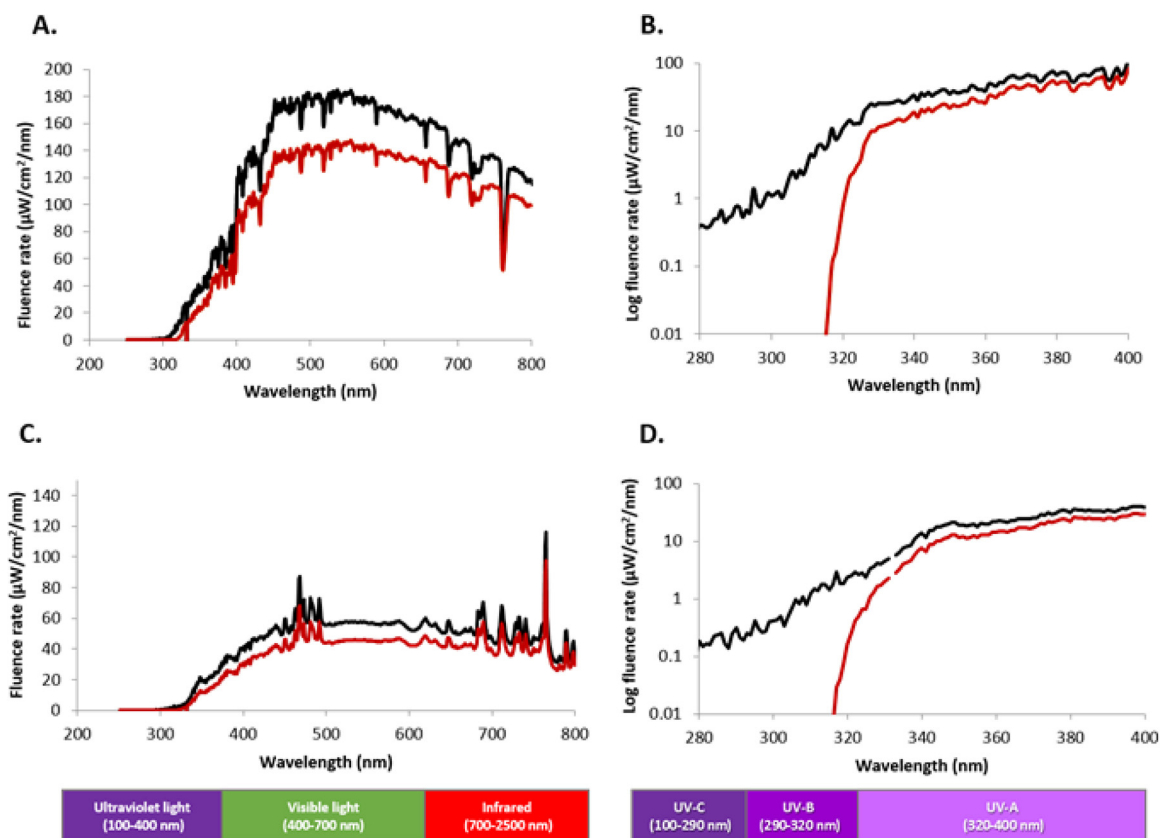 A.
Fluence rate (µW/cm²/nm)
200
180
160
140
120
100
80
60
40
20
0
200 300 400 500 600 700 800
Wavelength (nm)
B.
Log fluence rate (µW/cm²/nm)
100
10
1
0.1
0.01
280 300 320 340 360 380 400
Wavelength (nm)
C.
Fluence rate (µW/cm²/nm)
140
120
100
80
60
40
20
0
200 300 400 500 600 700 800
Wavelength (nm)
D.
Log fluence rate (µW/cm²/nm)
100
10
1
0.1
0.01
280 300 320 340 360 380 400
Wavelength (nm)
Ultraviolet light
(100-400 nm)
Visible light
(400-700 nm)
Infrared
(700-2500 nm)
UV-C
(100-290 nm)
UV-B
(290-320 nm)
UV-A
(320-400 nm)